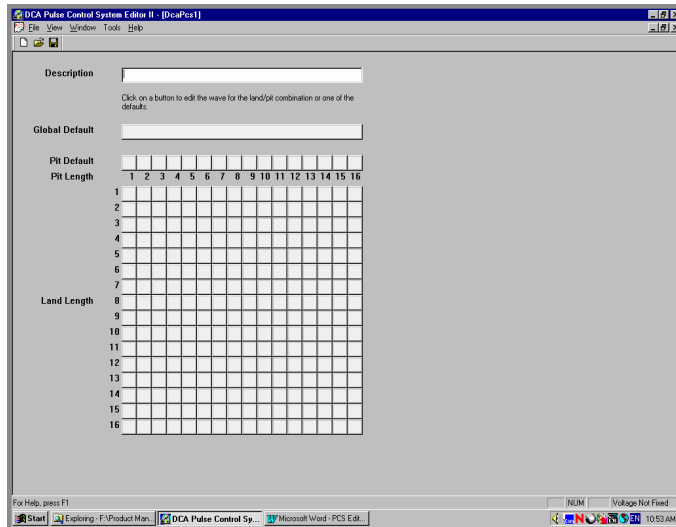 DCA Pulse Control System Editor II - [DcaPcs1]
File View Window Tools Help
Description
Click on a button to edit the wave for the land/pit combination or one of the
defaults.
Global Default
Pit Default
Pit Length 1 2 3 4 5 6 7 8 9 10 11 12 13 14 15 16
1
2
3
4
5
6
7
Land Length 8
9
10
11
12
13
14
15
16
For Help, press F1 NUM Voltage Not Fixed
Start Exploring - F:\Product Man... DCA Pulse Control Sy... Microsoft Word - PCS Edit... EN 10:53 AM